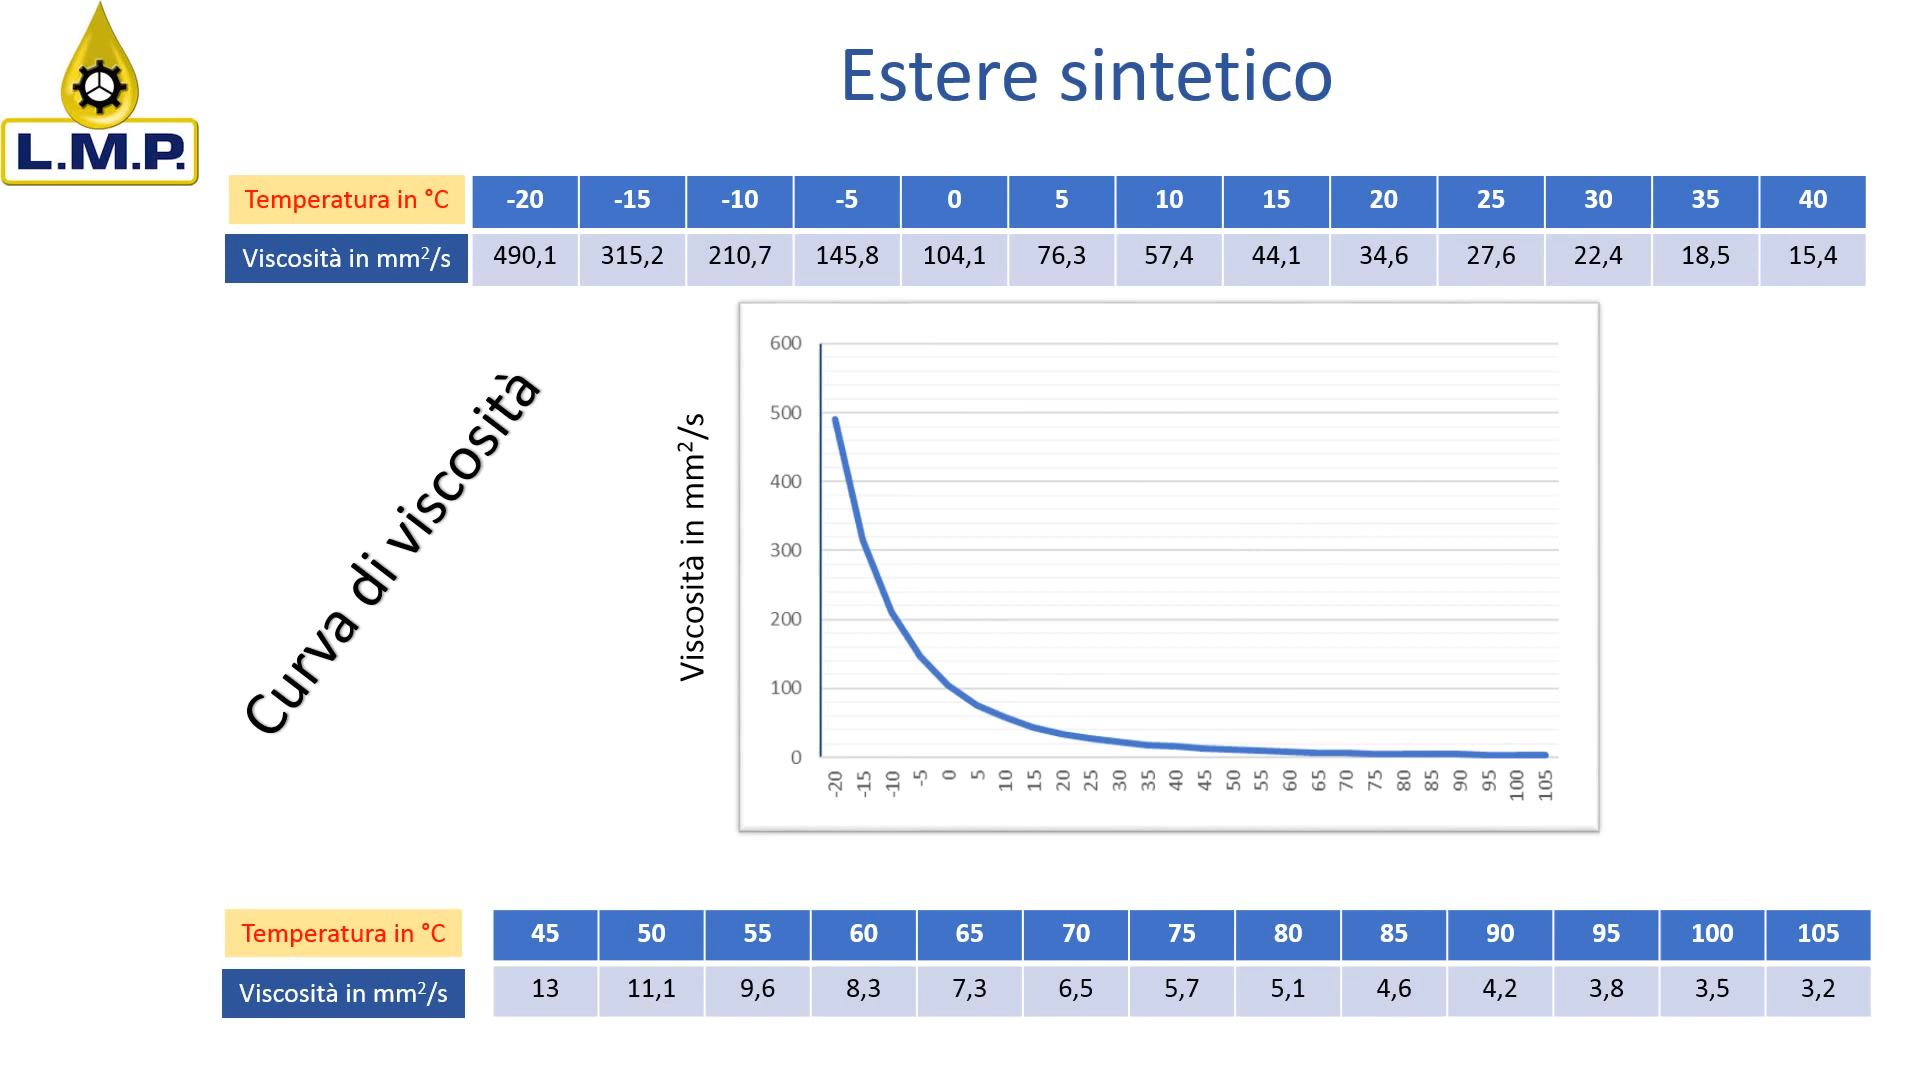 L.M.P.
Estere sintetico
Temperatura in °C -20 -15 -10 -5 0 5 10 15 20 25 30 35 40
Viscosità in mm²/s 490,1 315,2 210,7 145,8 104,1 76,3 57,4 44,1 34,6 27,6 22,4 18,5 15,4
Curva di viscosità
Viscosità in mm²/s
600
500
400
300
200
100
0
-20 -15 -10 -5 0 5 10 15 20 25 30 35 40 45 50 55 60 65 70 75 80 85 90 95 100 105
Temperatura in °C 45 50 55 60 65 70 75 80 85 90 95 100 105
Viscosità in mm²/s 13 11,1 9,6 8,3 7,3 6,5 5,7 5,1 4,6 4,2 3,8 3,5 3,2